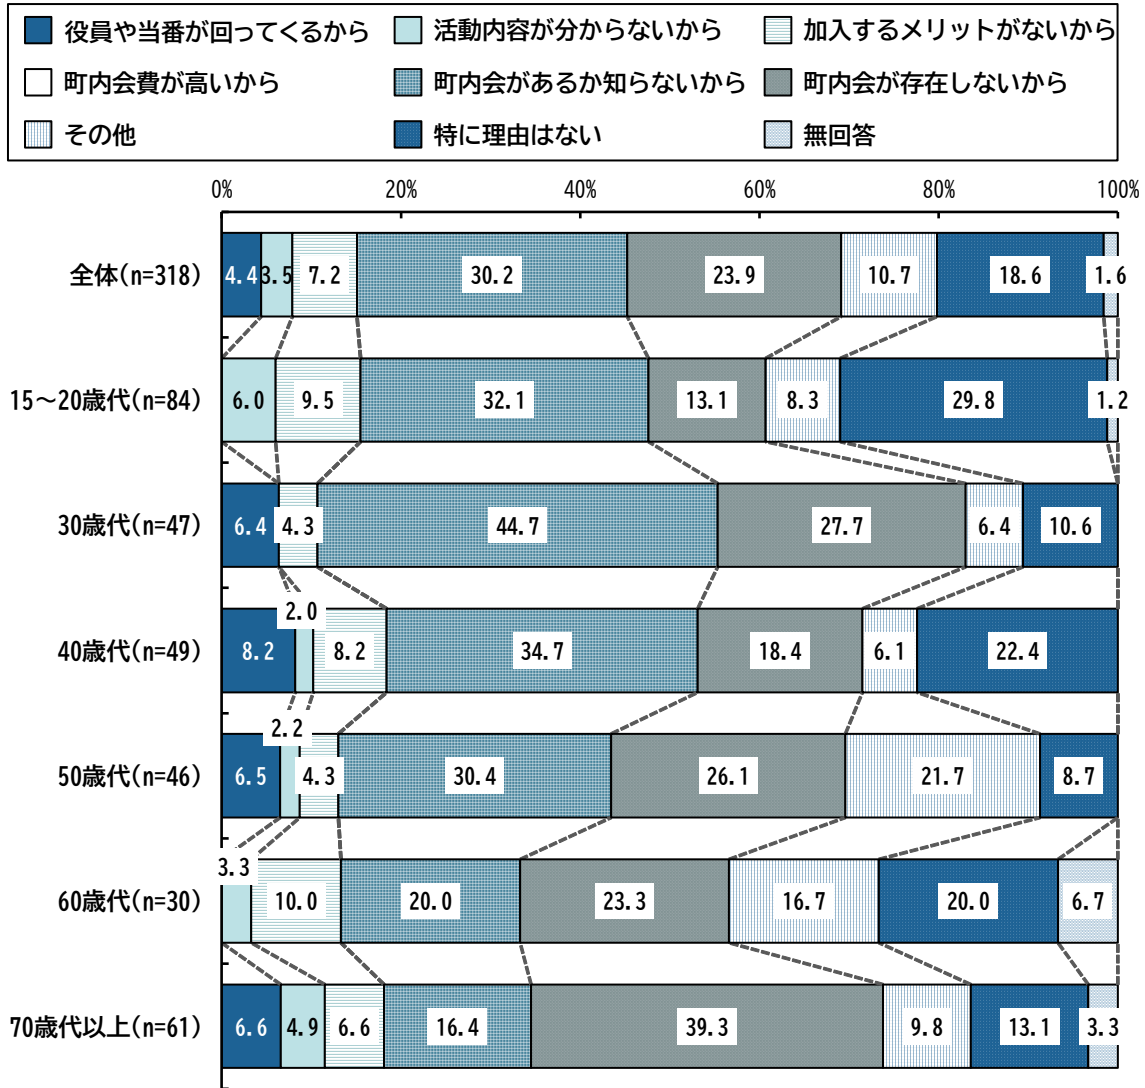 役員や当番が回ってくるから 活動内容が分からないから 加入するメリットがないから
町内会費が高いから 町内会があるか知らないから 町内会が存在しないから
その他 特に理由はない 無回答
0% 20% 40% 60% 80% 100%
全体(n=318) 4.4 3.5 7.2 30.2 23.9 10.7 18.6 1.6
15～20歳代(n=84) 6.0 9.5 32.1 13.1 8.3 29.8 1.2
30歳代(n=47) 6.4 4.3 44.7 27.7 6.4 10.6
40歳代(n=49) 8.2 2.0 8.2 34.7 18.4 6.1 22.4
50歳代(n=46) 6.5 2.2 4.3 30.4 26.1 21.7 8.7
60歳代(n=30) 3.3 10.0 20.0 23.3 16.7 20.0 6.7
70歳代以上(n=61) 6.6 4.9 6.6 16.4 39.3 9.8 13.1 3.3